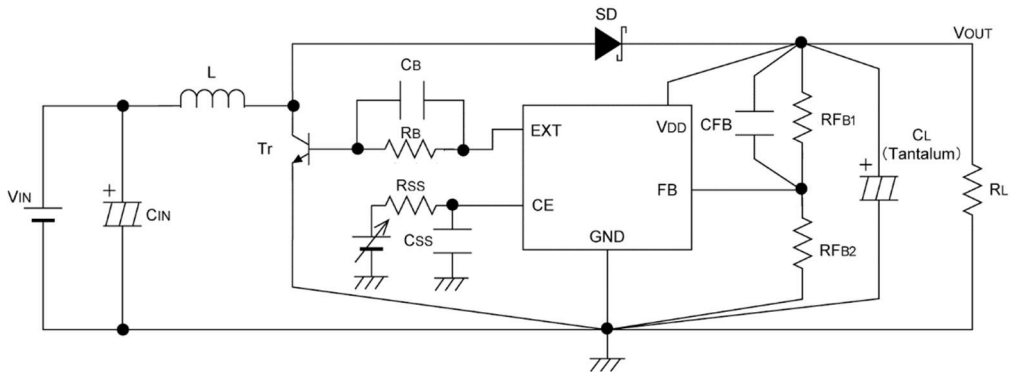 SD
VOUT
L
CB
RB
Tr
EXT
VDD
CFB
RFB1
CL
(Tantalum)
+
VIN
+
CIN
RSS
CSS
CE
FB
GND
RFB2
RL